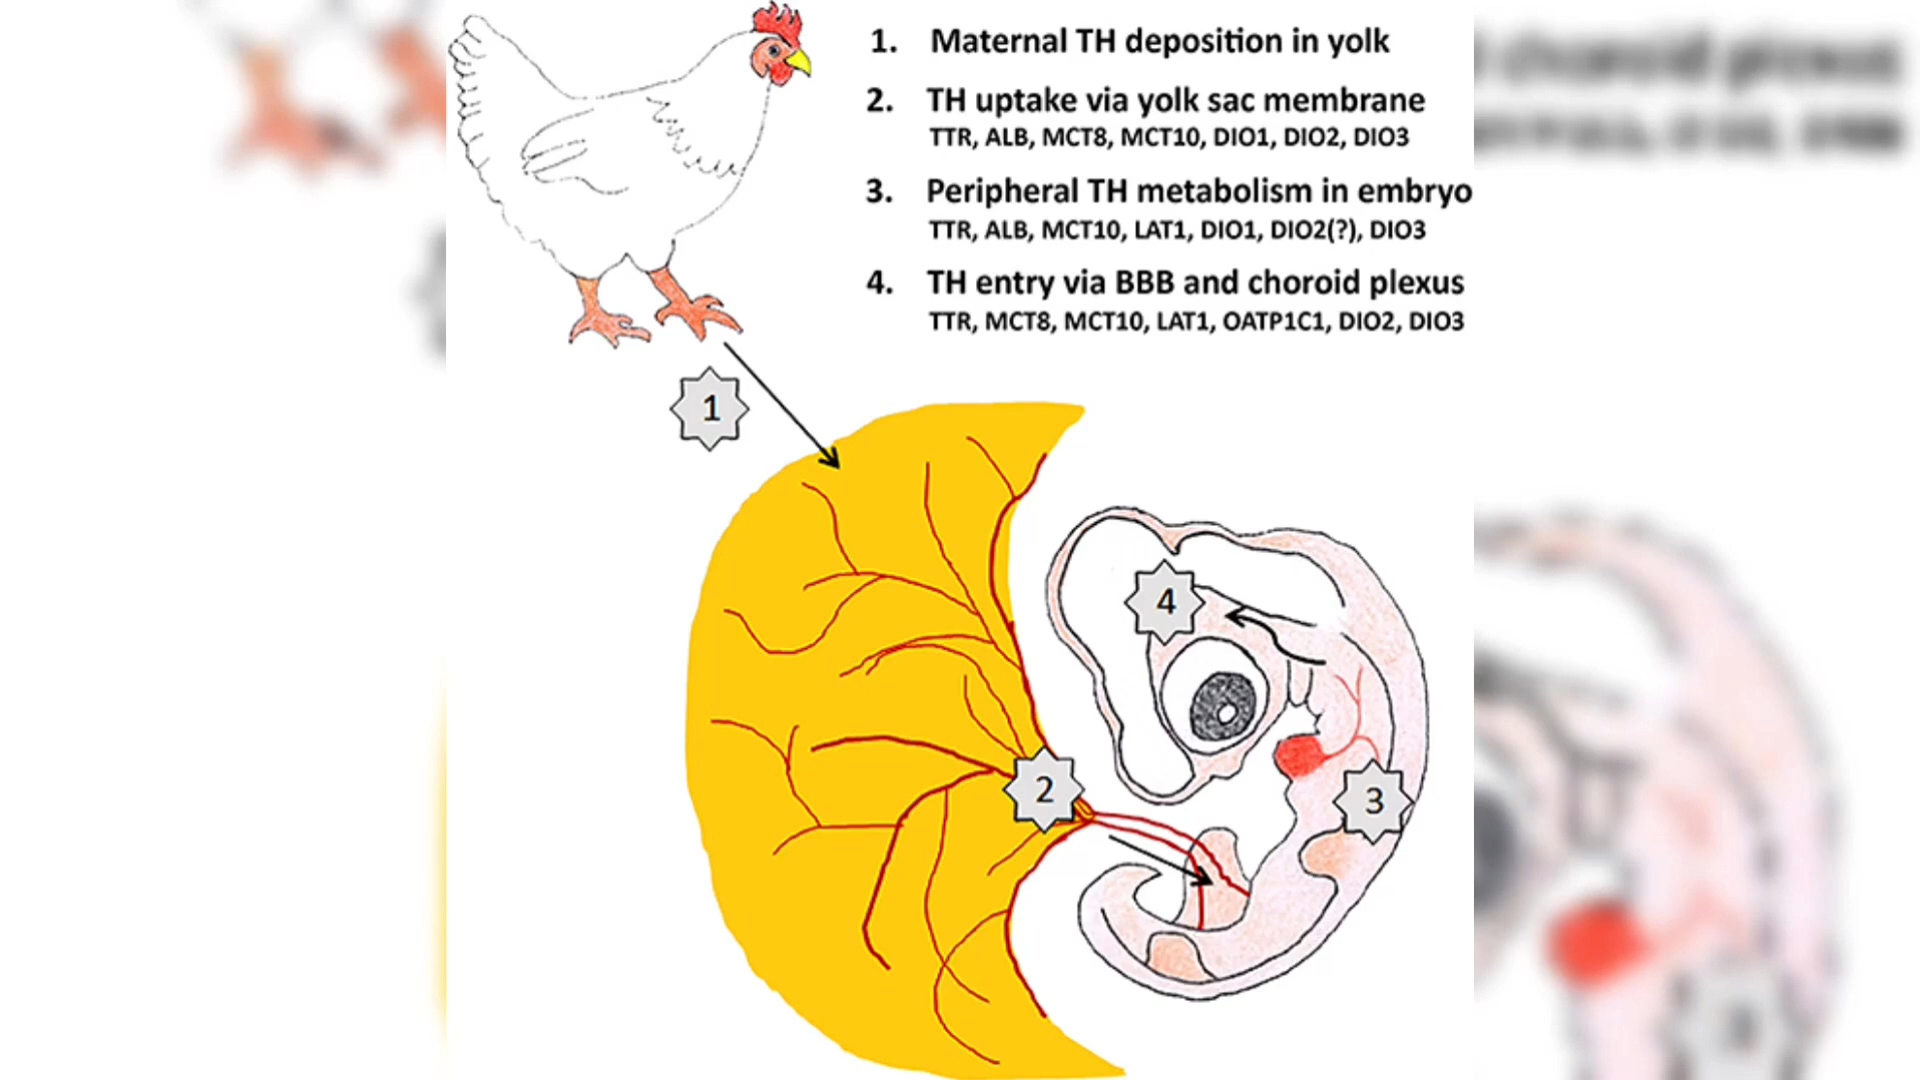 1. Maternal TH deposition in yolk
2. TH uptake via yolk sac membrane
TTR, ALB, MCT8, MCT10, DIO1, DIO2, DIO3
3. Peripheral TH metabolism in embryo
TTR, ALB, MCT10, LAT1, DIO1, DIO2(?), DIO3
4. TH entry via BBB and choroid plexus
TTR, MCT8, MCT10, LAT1, OATP1C1, DIO2, DIO3
1
4
2
3